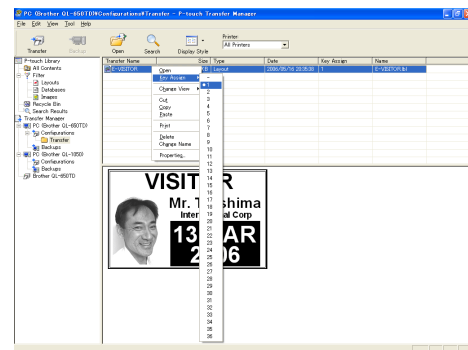 PC (Brother QL-650TD)¥Configurations¥Transfer - P-touch Transfer Manager
File Edit View Tool Help
Transfer Backup Open Search Display Style
Printer
All Printers
P-touch Library
All Contents
Filter
Layouts
Databases
Images
Recycle Bin
Search Results
Transfer Manager
PC (Brother QL-650TD)
Configurations
Transfer
Backups
PC (Brother QL-1050)
Configurations
Backups
Brother QL-650TD
Transfer Name Size Type Date Key Assign Name
E-VISITOR Layout 2006/05/16 1 E-VISITOR.lbl
Open
Key Assign
Change View
Cut
Copy
Paste
Print
Delete
Change Name
Properties...
-
1
2
3
4
5
6
7
8
9
10
11
12
13
14
15
16
17
18
19
20
21
22
23
24
25
26
27
28
29
30
31
32
33
34
35
36
VISIT R
Mr. T shima
Inter al Corp
13 AR
2 06